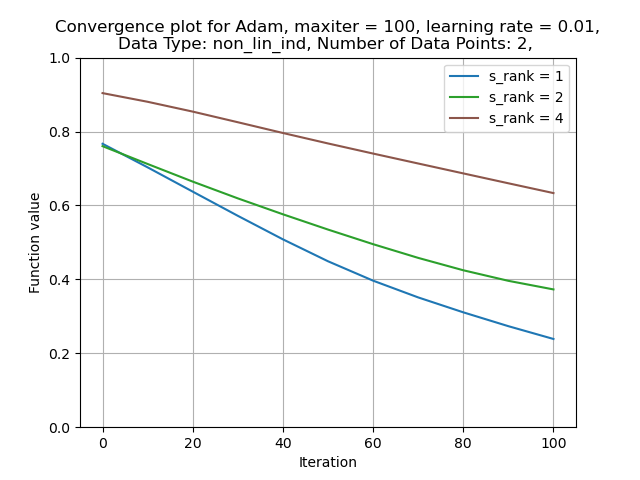 Convergence plot for Adam, maxiter = 100, learning rate = 0.01,
Data Type: non_lin_ind, Number of Data Points: 2,
1.0
s_rank = 1
s_rank = 2
s_rank = 4
0.8
0.6
Function value
0.4
0.2
0.0
0 20 40 60 80 100
Iteration